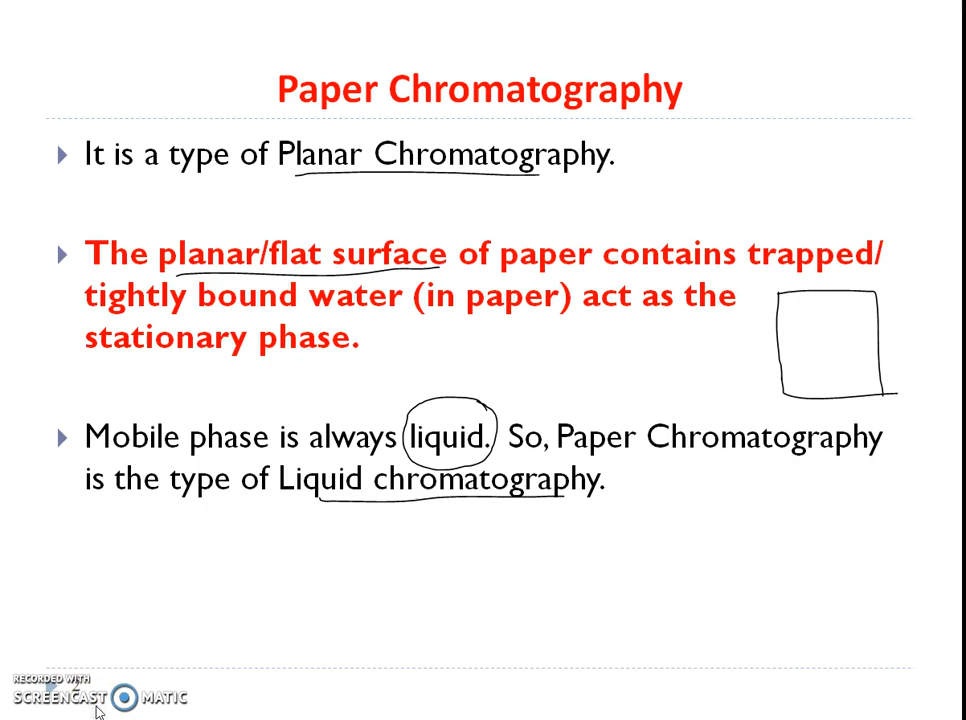 Paper Chromatography
It is a type of Planar Chromatography.
The planar/flat surface of paper contains trapped/
tightly bound water (in paper) act as the
stationary phase.
Mobile phase is always liquid. So, Paper Chromatography
is the type of Liquid chromatography.
RECORDED WITH
2
SCREENCAST MATIC